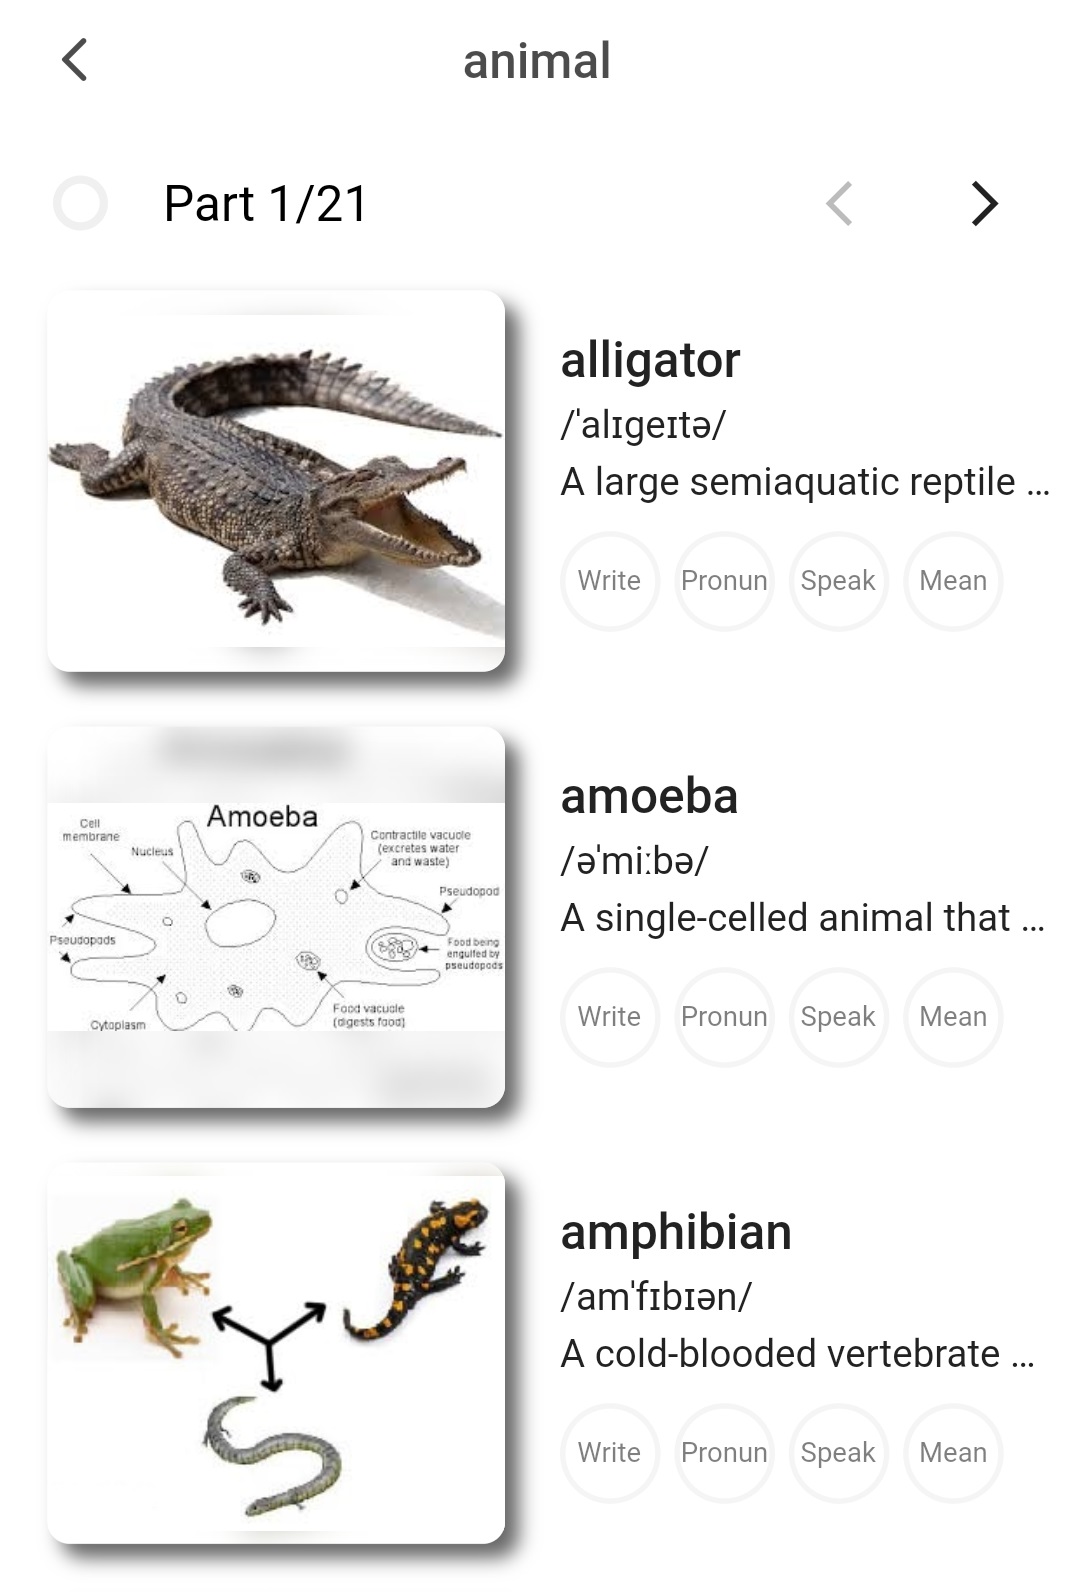 animal
Part 1/21
alligator
/ˈalɪɡeɪtə/
A large semiaquatic reptile ...
Write Pronun Speak Mean
Amoeba
Cell
membrane
Nucleus
Contractile vacuole
(excretes water
and waste)
Pseudopod
Pseudopods
Food being
engulfed by
pseudopods
Food vacuole
(digests food)
Cytoplasm
amoeba
/əˈmiːbə/
A single-celled animal that ...
Write Pronun Speak Mean
amphibian
/amˈfɪbɪən/
A cold-blooded vertebrate ...
Write Pronun Speak Mean